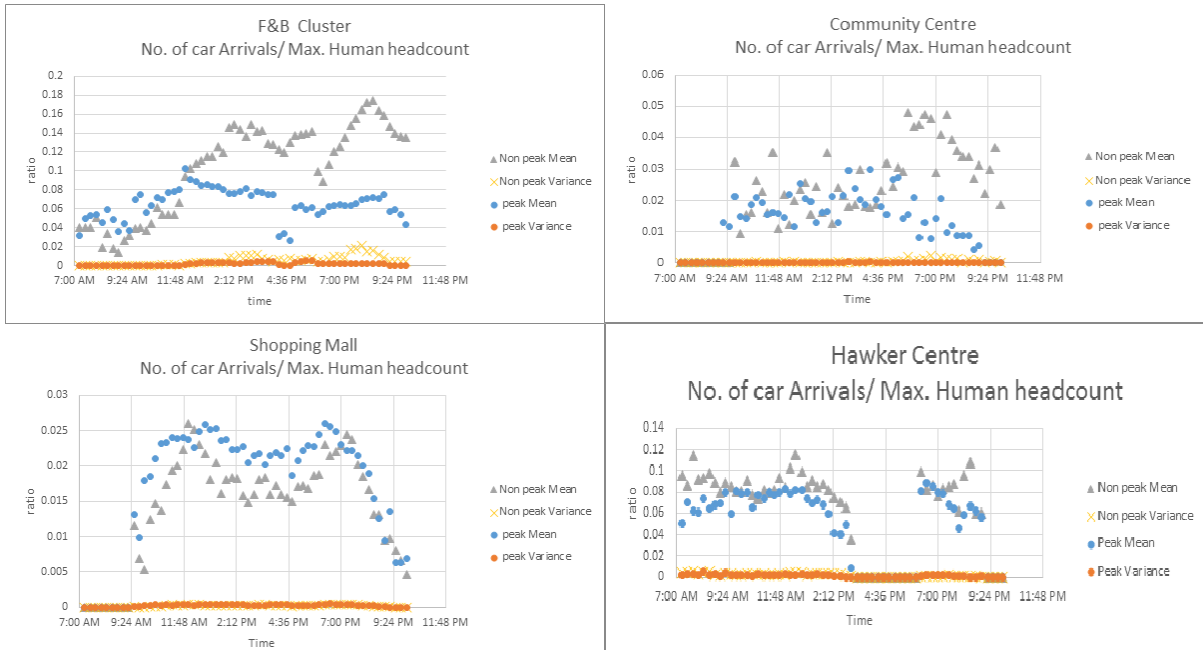 F&B Cluster
No. of car Arrivals/ Max. Human headcount
0.2
0.18
0.16
0.14
0.12
0.1
0.08
0.06
0.04
0.02
0
ratio
7:00 AM 9:24 AM 11:48 AM 2:12 PM 4:36 PM 7:00 PM 9:24 PM 11:48 PM
time
Non peak Mean
Non peak Variance
peak Mean
peak Variance
Community Centre
No. of car Arrivals/ Max. Human headcount
0.06
0.05
0.04
0.03
0.02
0.01
0
ratio
7:00 AM 9:24 AM 11:48 AM 2:12 PM 4:36 PM 7:00 PM 9:24 PM 11:48 PM
Time
Non peak Mean
Non peak Variance
peak Mean
peak Variance
Shopping Mall
No. of car Arrivals/ Max. Human headcount
0.03
0.025
0.02
0.015
0.01
0.005
0
ratio
7:00 AM 9:24 AM 11:48 AM 2:12 PM 4:36 PM 7:00 PM 9:24 PM 11:48 PM
Time
Non peak Mean
Non peak Variance
peak Mean
peak Variance
Hawker Centre
No. of car Arrivals/ Max. Human headcount
0.14
0.12
0.1
0.08
0.06
0.04
0.02
0
ratio
7:00 AM 9:24 AM 11:48 AM 2:12 PM 4:36 PM 7:00 PM 9:24 PM 11:48 PM
Time
Non peak Mean
Non peak Variance
Peak Mean
Peak Variance